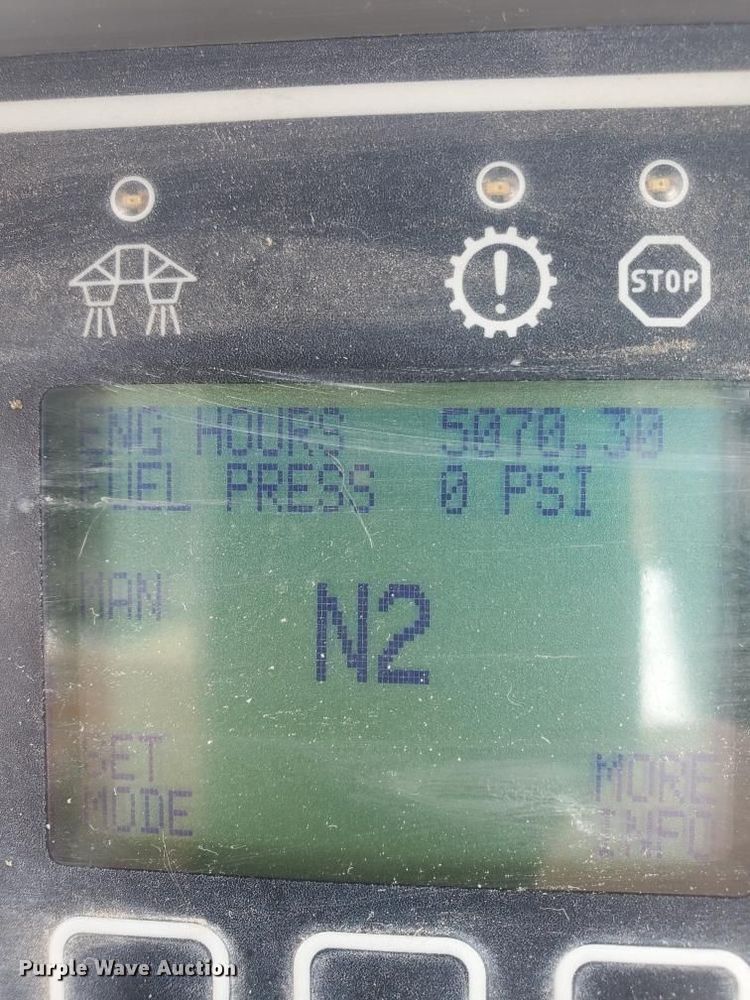 STOP
ENG HOURS 5070.30
FUEL PRESS 0 PSI
MAN
N2
SET
MODE
MORE
INFO
Purple Wave Auction